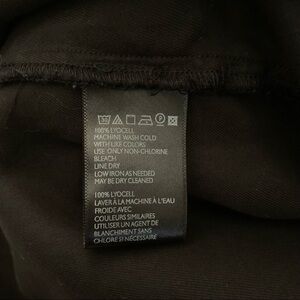 100% LYOCELL
MACHINE WASH COLD
WITH LIKE COLORS
USE ONLY NON-CHLORINE
BLEACH
LINE DRY
LOW IRON AS NEEDED
MAY BE DRY CLEANED
100% LYOCELL
LAVER À LA MACHINE A L'EAU
FROIDE AVEC
COULEURS SIMILAIRES
UTILISER UN AGENT DE
BLANCHIMENT SANS
CHLORE SI NÉCESSAIRE